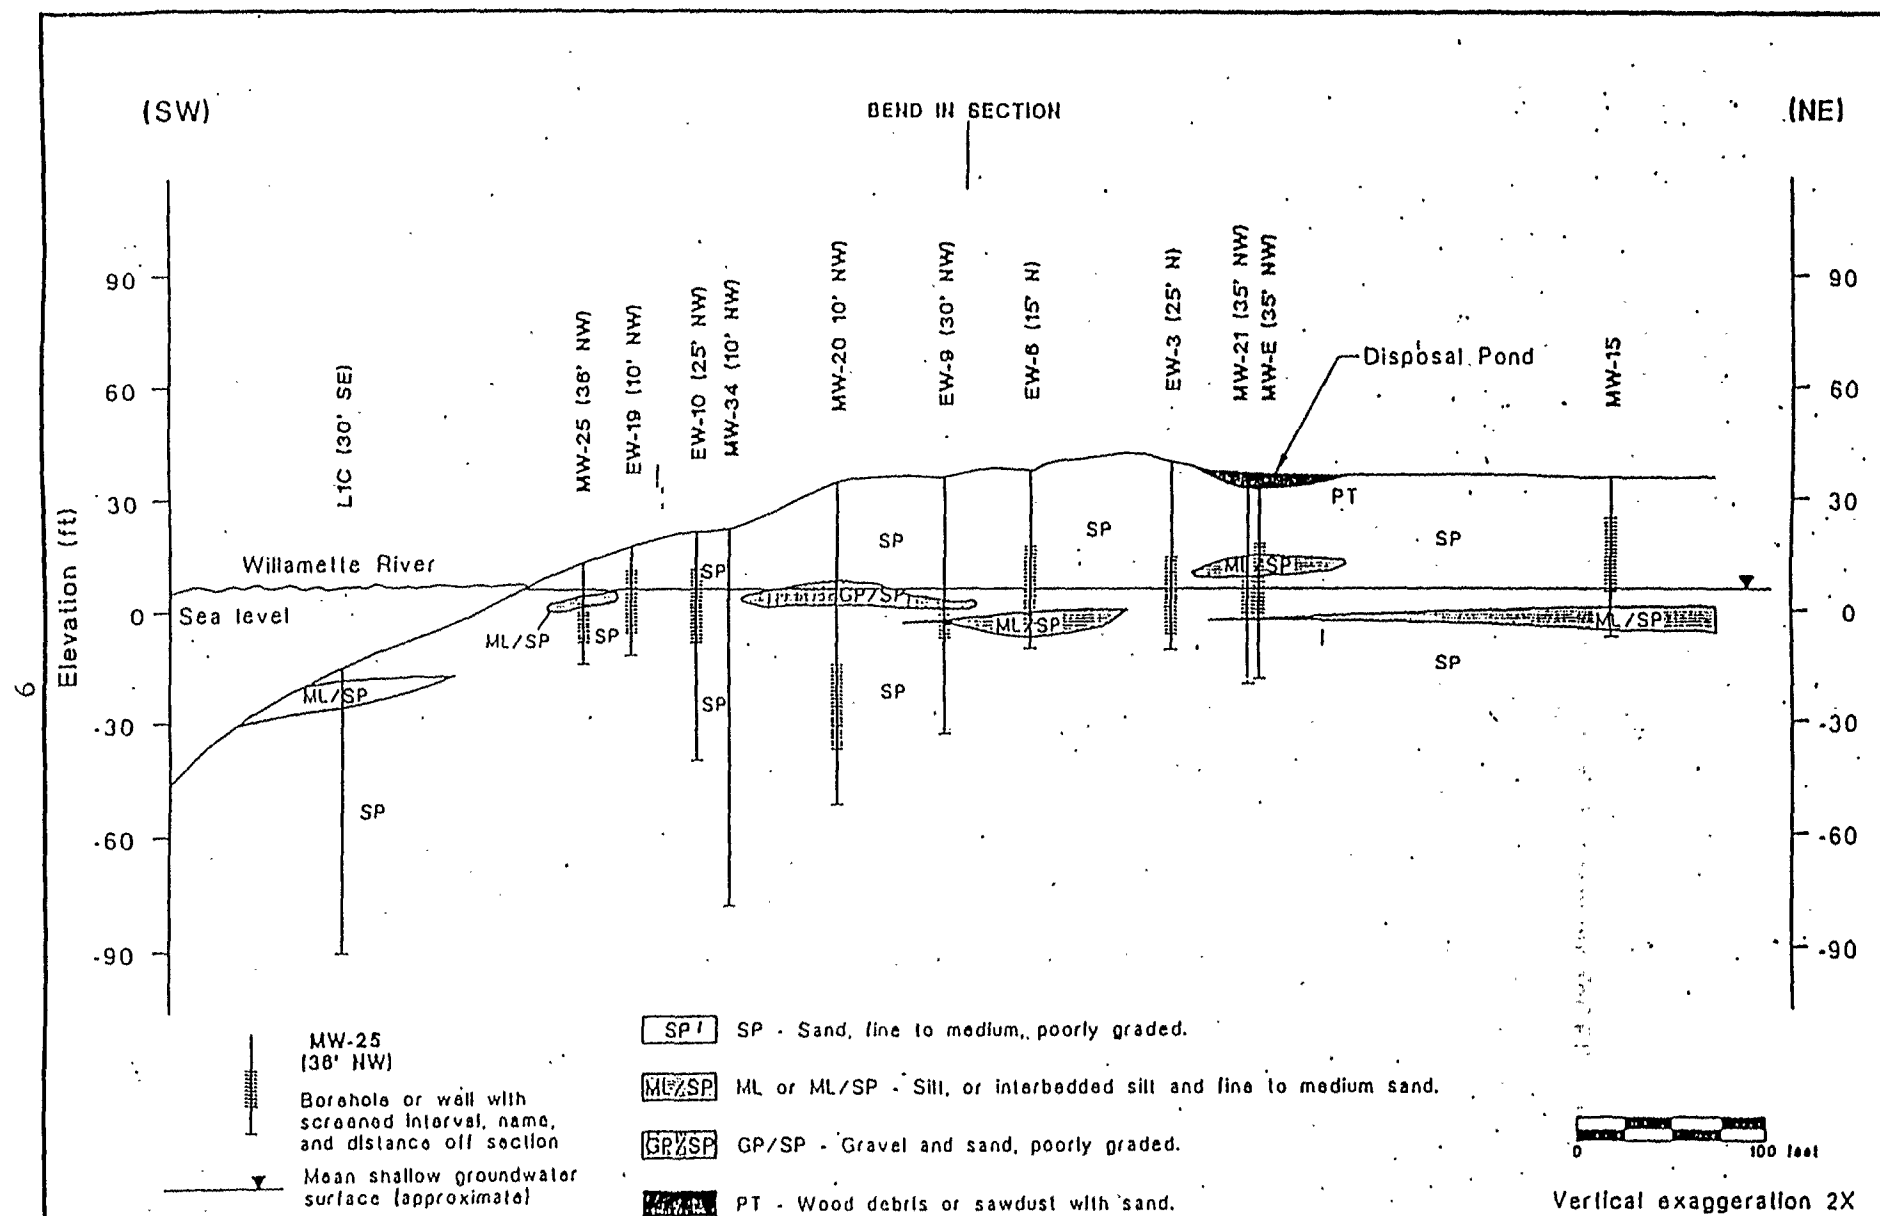 (SW)
BEND IN SECTION
(NE)
90
60
30
0
-30
-60
-90
Elevation (ft)
6
L1C (30' SE)
MW-25 (38' NW)
EW-19 (10' NW)
EW-10 (25' NW)
MW-34 (10' NW)
MW-20 10' NW)
EW-9 (30' NW)
EW-6 (15' N)
EW-3 (25' N)
MW-21 (35' NW)
MW-E (35' NW)
MW-15
Disposal Pond
PT
Willamette River
Sea level
SP
SP
SP
SP
ML/SP
GP/SP
ML/SP
SP
ML/SP
ML/SP
SP
SP
SP
SP
ML/SP
SP
90
60
30
0
-30
-60
-90
MW-25
(38' NW)
Borehole or well with
screened interval, name,
and distance off section
Mean shallow groundwater
surface (approximate)
SP
SP - Sand, fine to medium, poorly graded.
ML/SP
ML or ML/SP - Silt, or interbedded silt and fine to medium sand.
GP/SP
GP/SP - Gravel and sand, poorly graded.
PT - Wood debris or sawdust with sand.
0 100 feet
Vertical exaggeration 2X